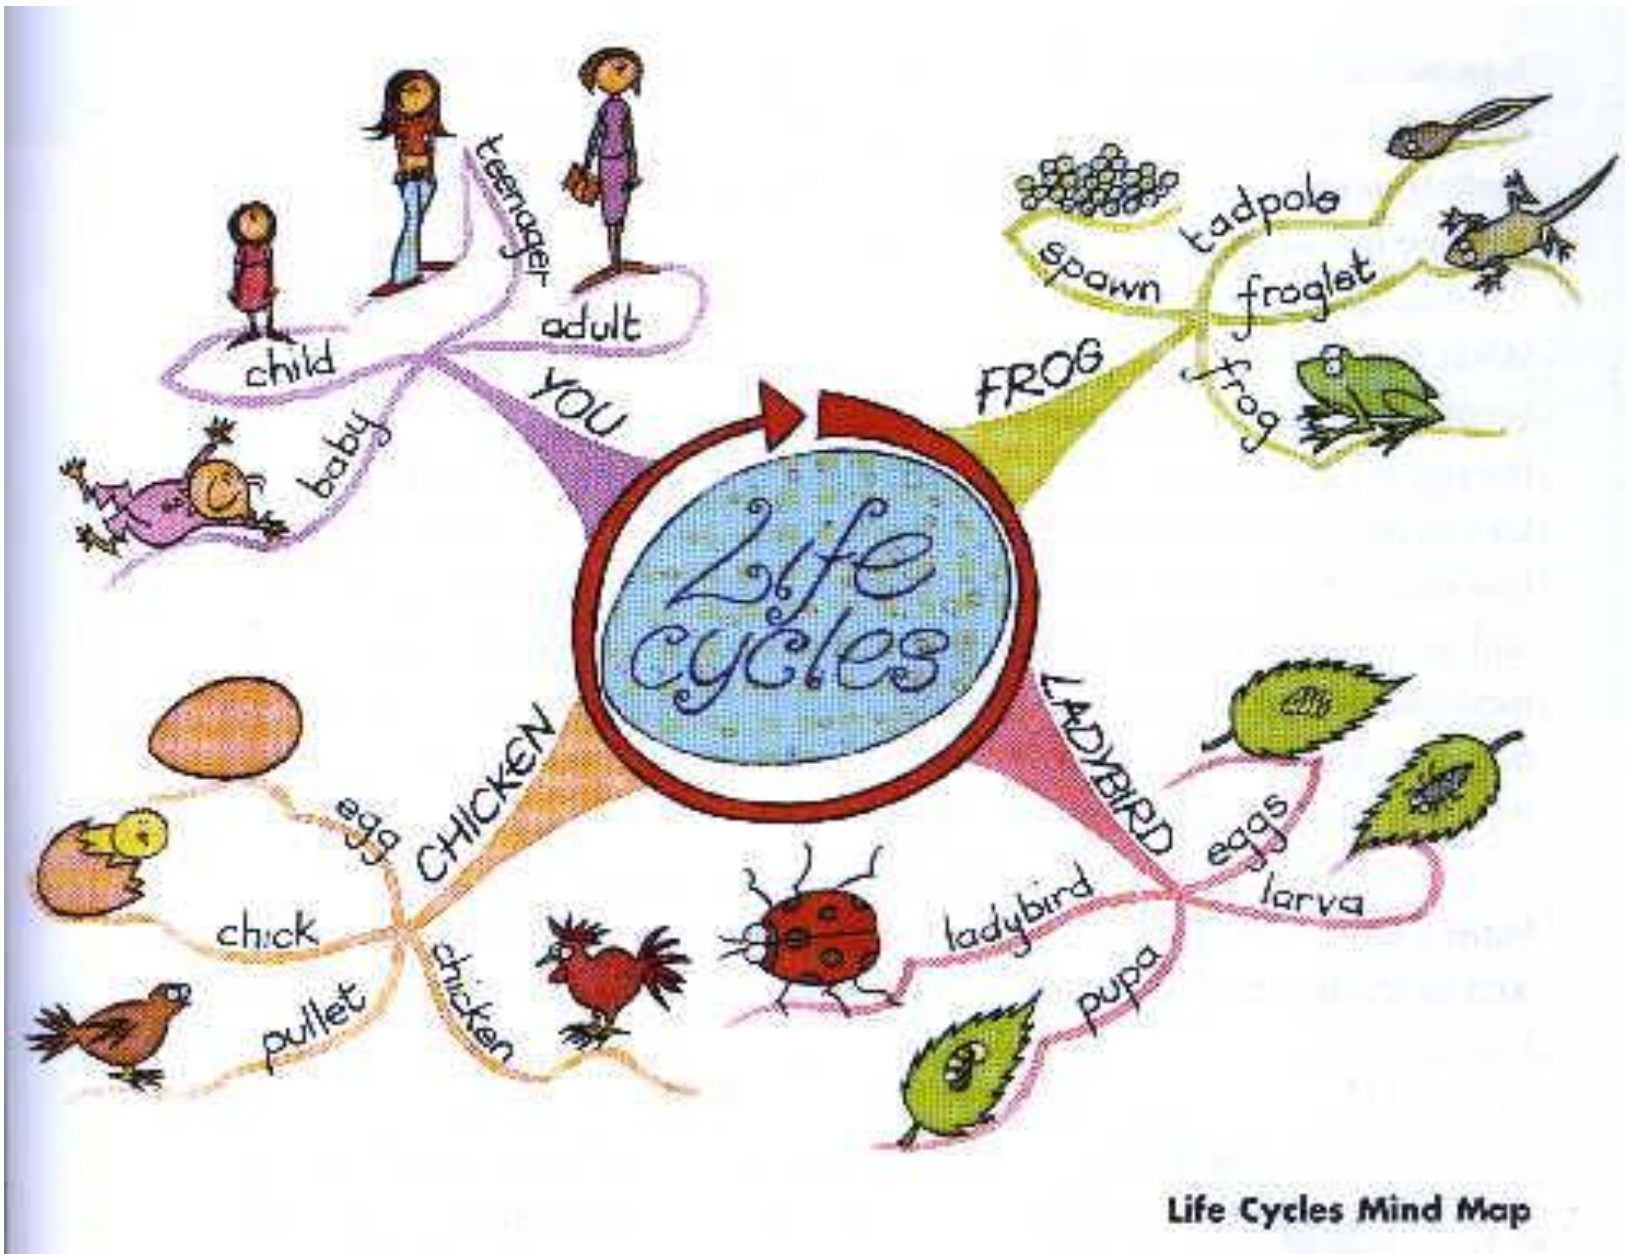 Life
cycles
FROG
spawn
tadpole
froglet
frog
LADYBIRD
eggs
larva
pupa
ladybird
CHICKEN
egg
chick
pullet
chicken
YOU
baby
child
teenager
adult
Life Cycles Mind Map